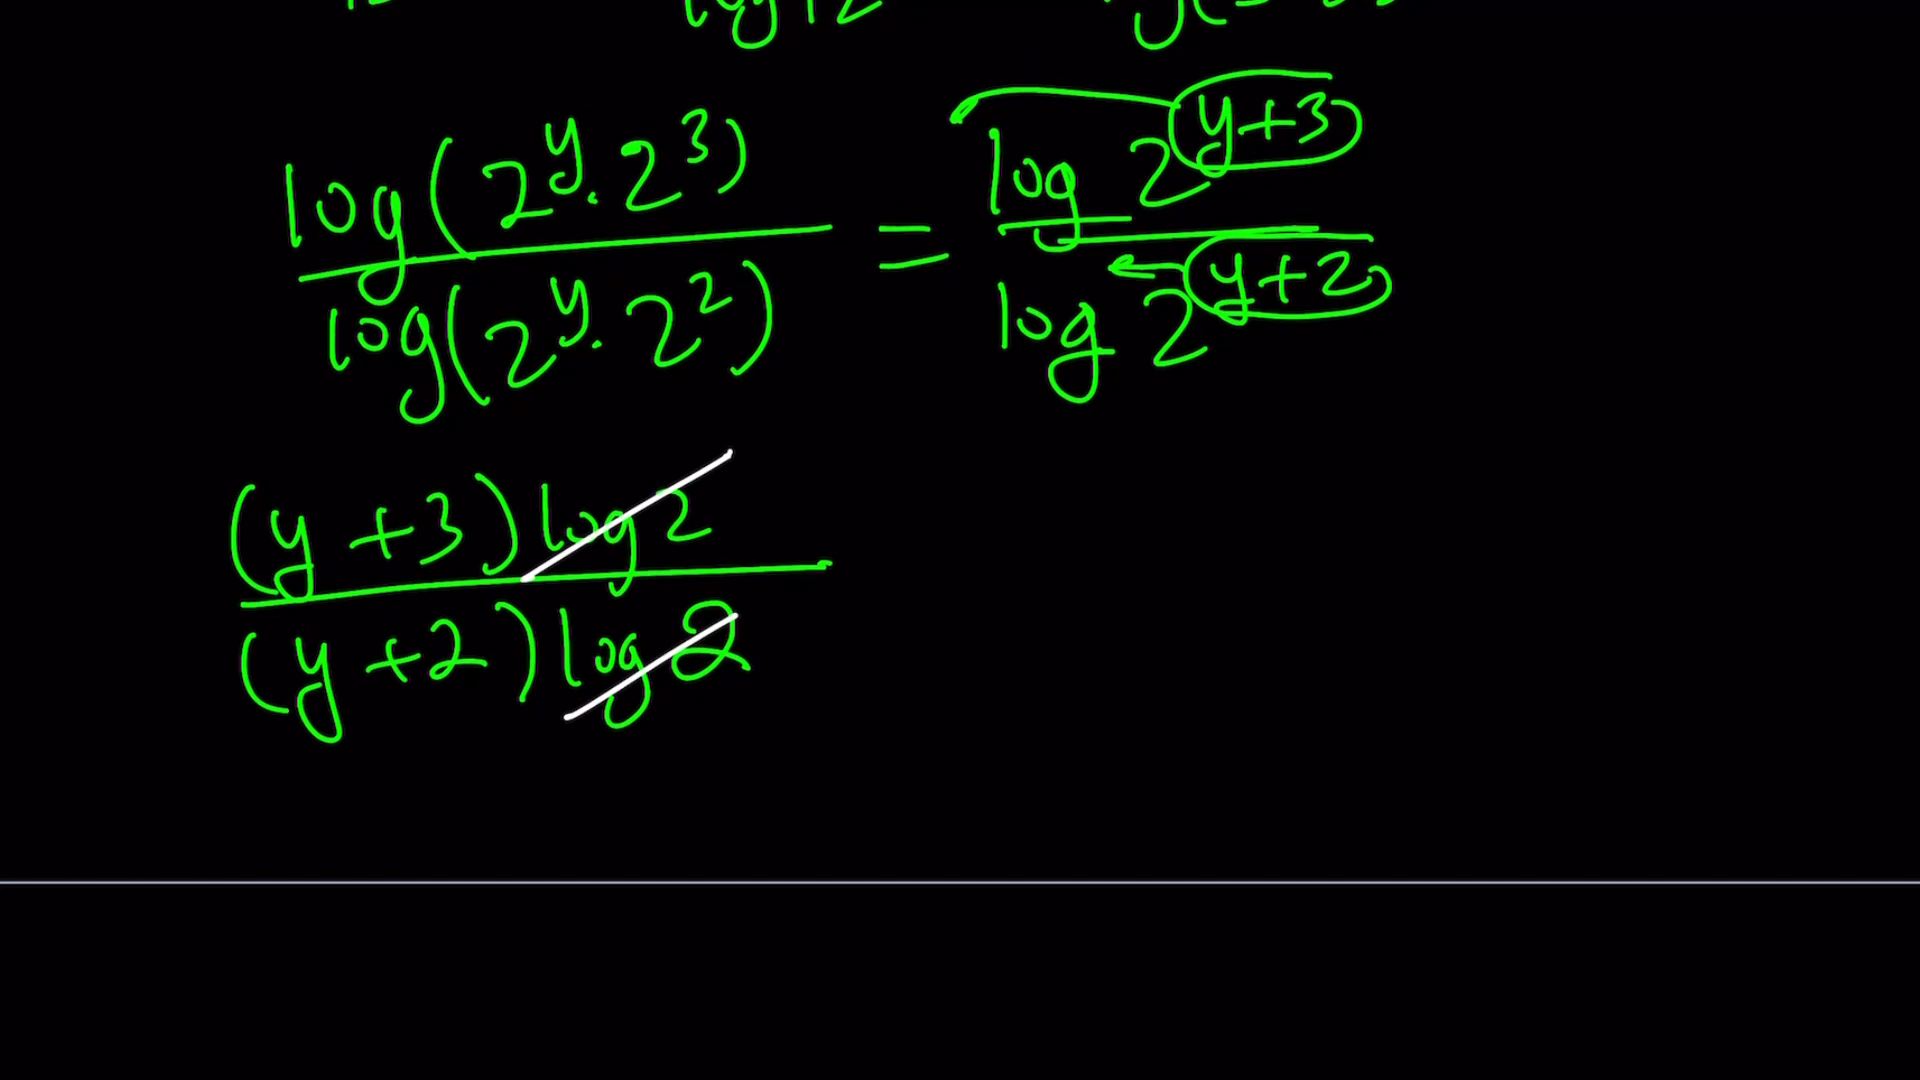 log(2^y · 2^3) / log(2^y · 2^2) = log 2^(y+3) / log 2^(y+2)
(y+3) log 2 / (y+2) log 2